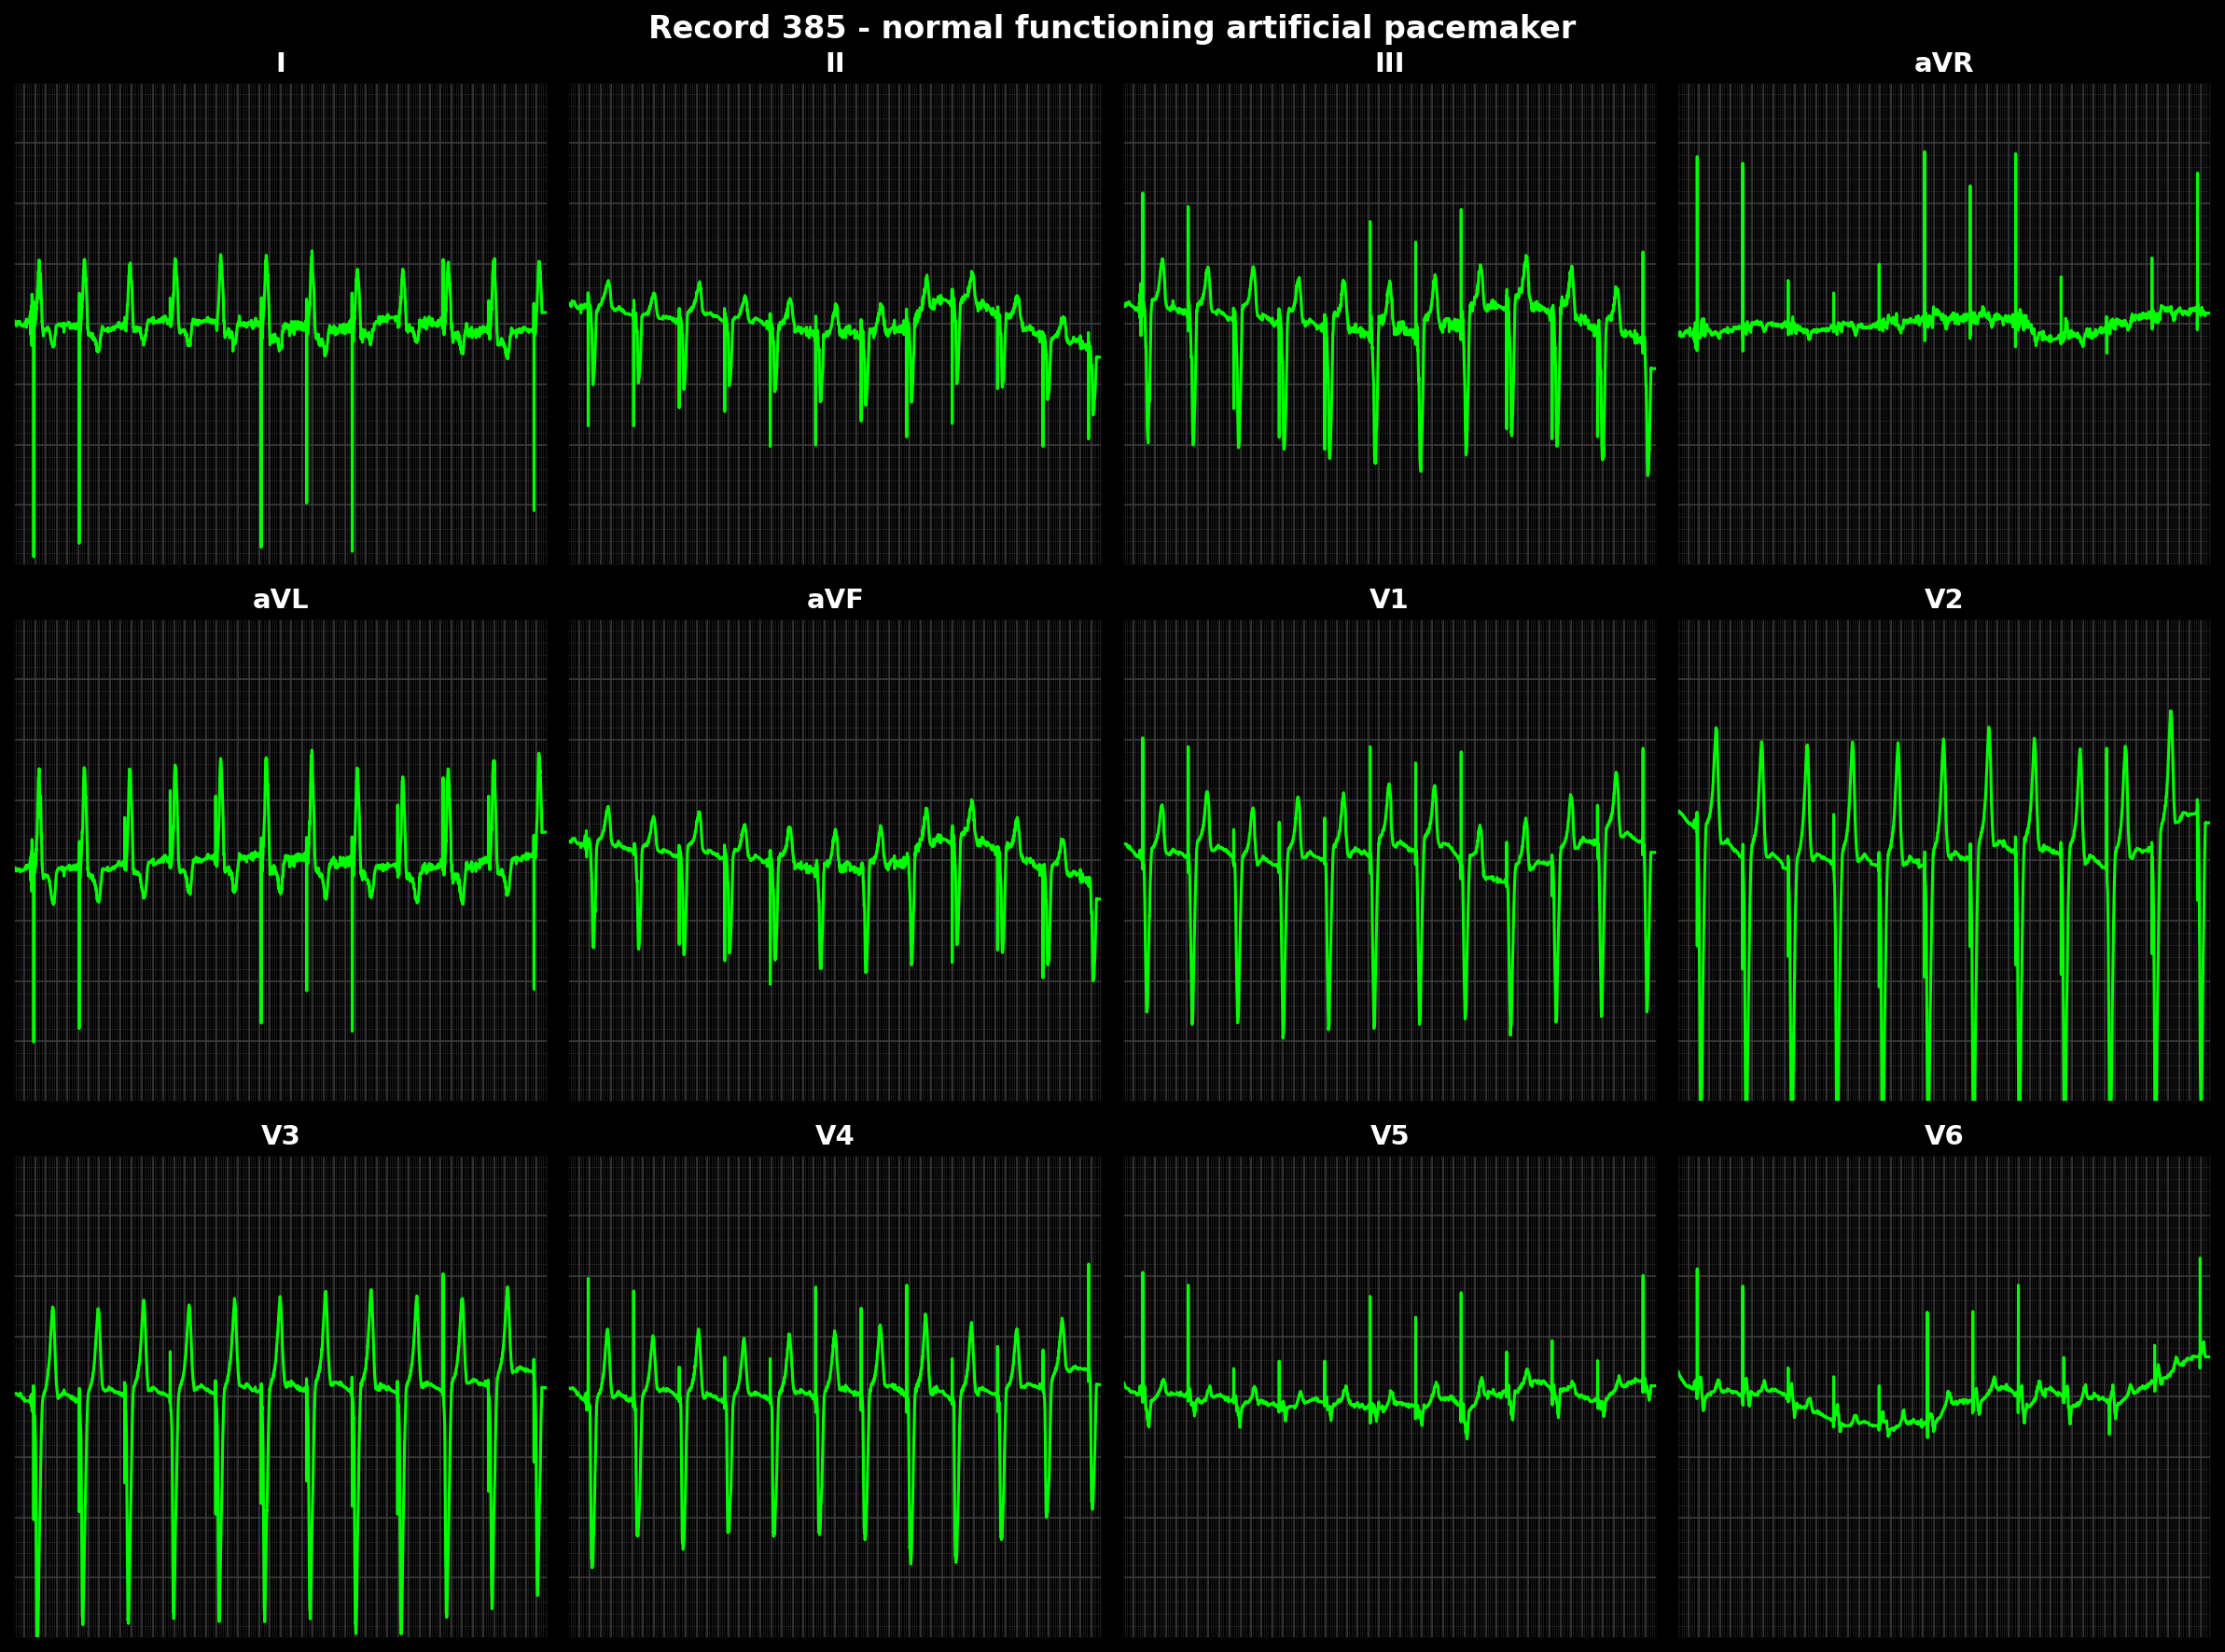 Record 385 - normal functioning artificial pacemaker
I II III aVR
aVL aVF V1 V2
V3 V4 V5 V6